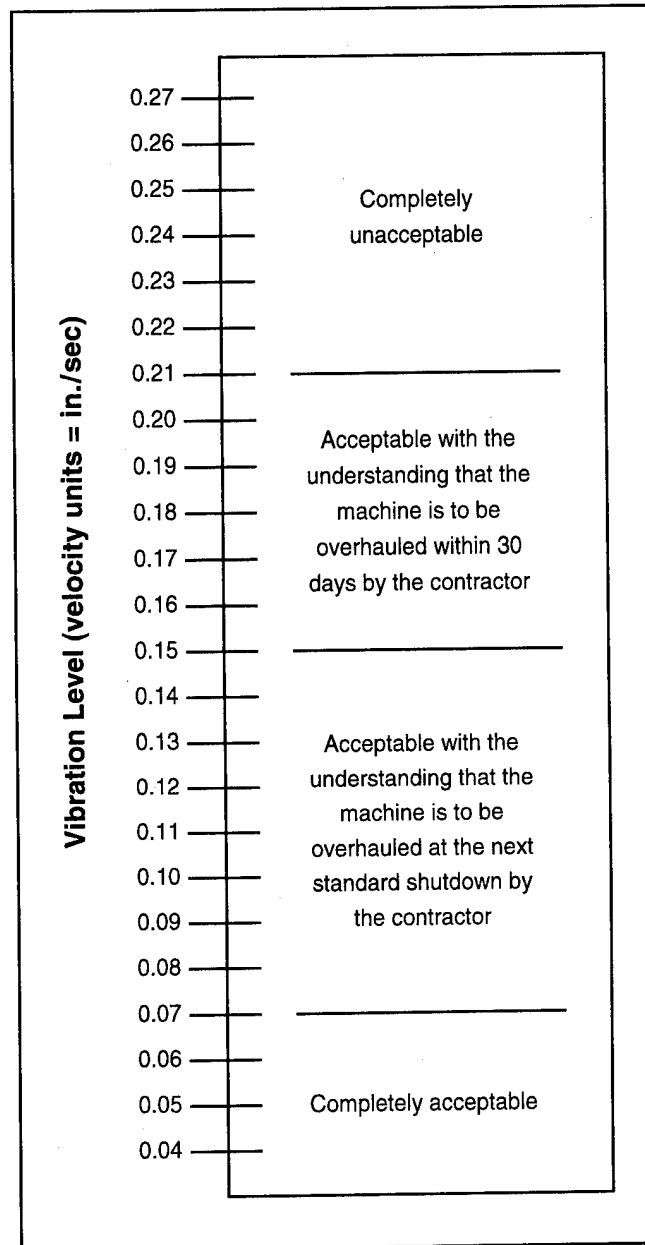 Vibration Level (velocity units = in./sec)
0.27
0.26
0.25
0.24
0.23
0.22
0.21
0.20
0.19
0.18
0.17
0.16
0.15
0.14
0.13
0.12
0.11
0.10
0.09
0.08
0.07
0.06
0.05
0.04
Completely
unacceptable
Acceptable with the
understanding that the
machine is to be
overhauled within 30
days by the contractor
Acceptable with the
understanding that the
machine is to be
overhauled at the next
standard shutdown by
the contractor
Completely acceptable